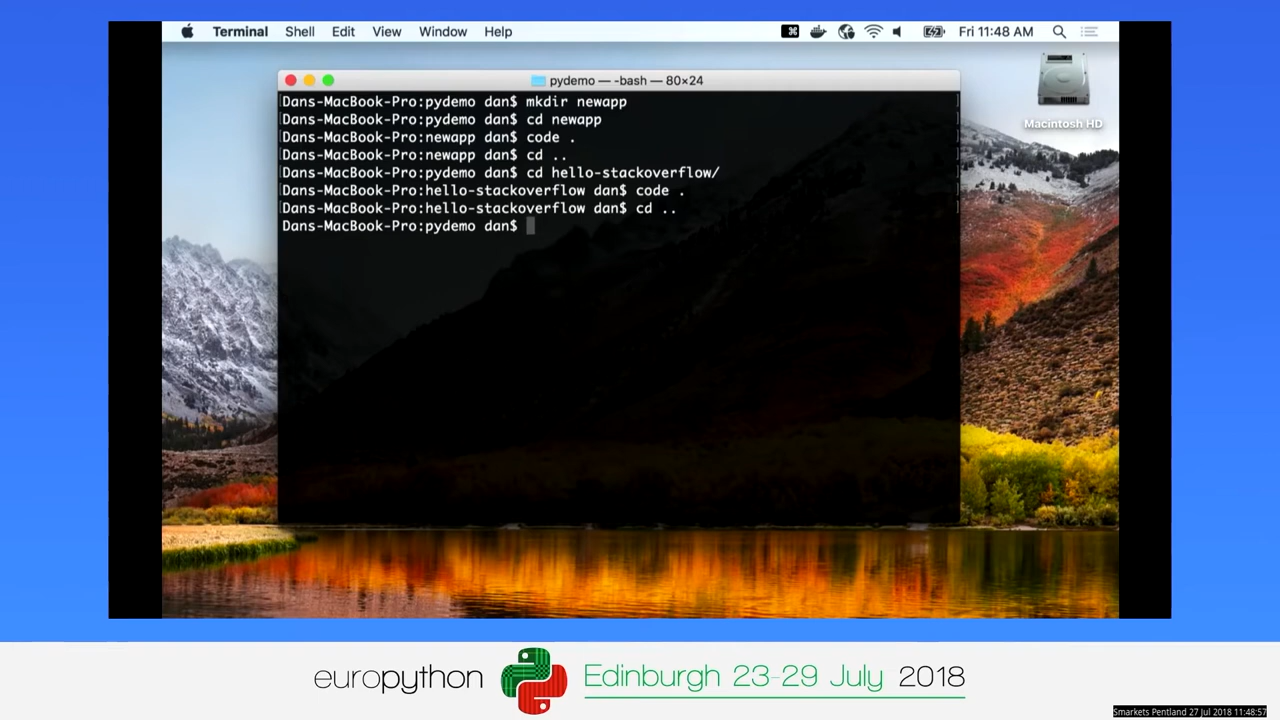 Terminal Shell Edit View Window Help Fri 11:48 AM
pydemo — -bash — 80×24
Macintosh HD
Dans-MacBook-Pro:pydemo dan$ mkdir newapp
Dans-MacBook-Pro:pydemo dan$ cd newapp
Dans-MacBook-Pro:newapp dan$ code .
Dans-MacBook-Pro:newapp dan$ cd ..
Dans-MacBook-Pro:pydemo dan$ cd hello-stackoverflow/
Dans-MacBook-Pro:hello-stackoverflow dan$ code .
Dans-MacBook-Pro:hello-stackoverflow dan$ cd ..
Dans-MacBook-Pro:pydemo dan$
europython Edinburgh 23-29 July 2018
Smarkets Pentland 27 Jul 2018 11:48:57